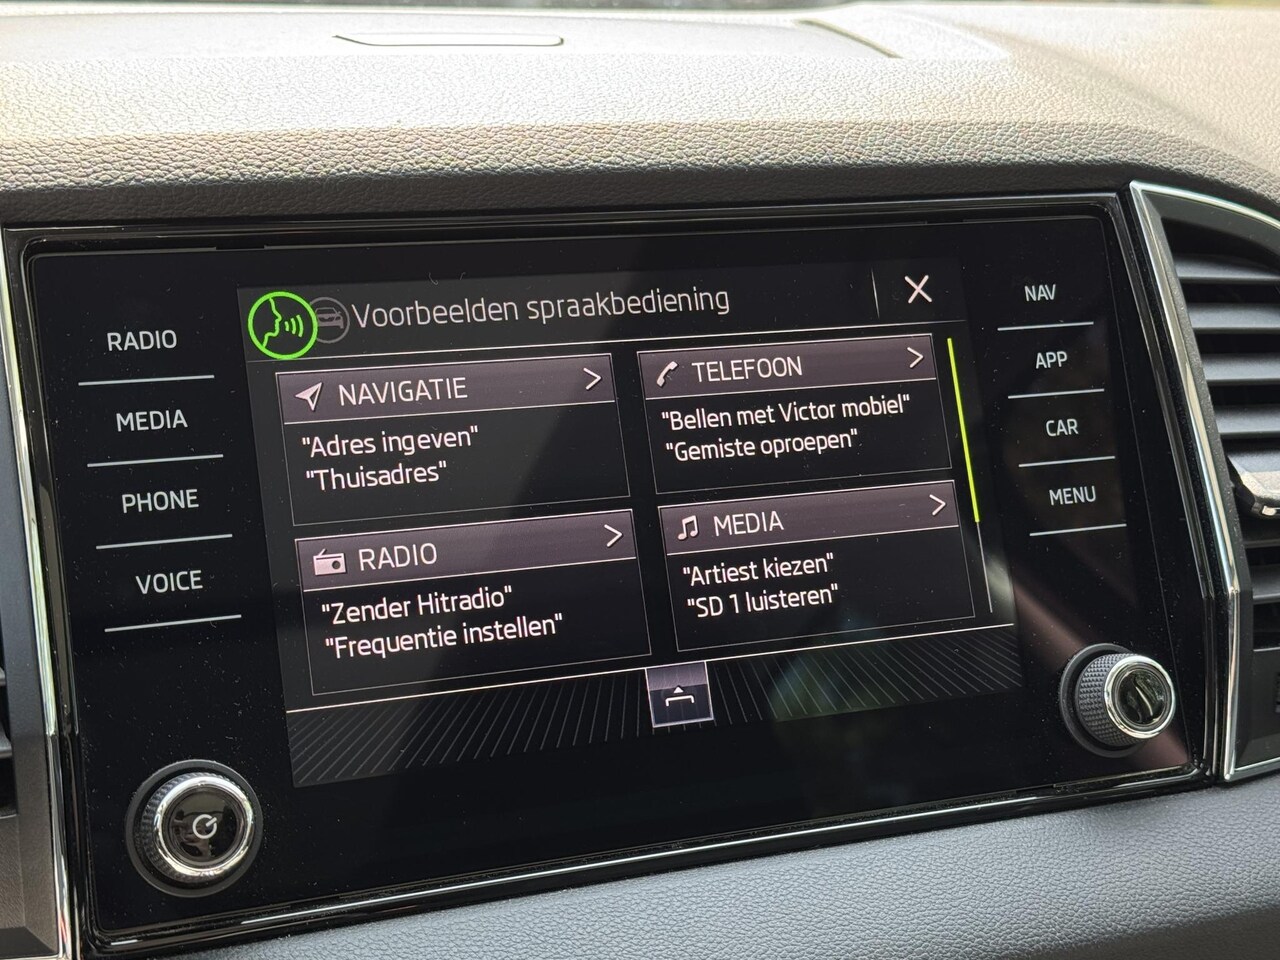 Voorbeelden spraakbediening
RADIO
MEDIA
PHONE
VOICE
NAVIGATIE
"Adres ingeven"
"Thuisadres"
TELEFOON
"Bellen met Victor mobiel"
"Gemiste oproepen"
RADIO
"Zender Hitradio"
"Frequentie instellen"
MEDIA
"Artiest kiezen"
"SD 1 luisteren"
NAV
APP
CAR
MENU